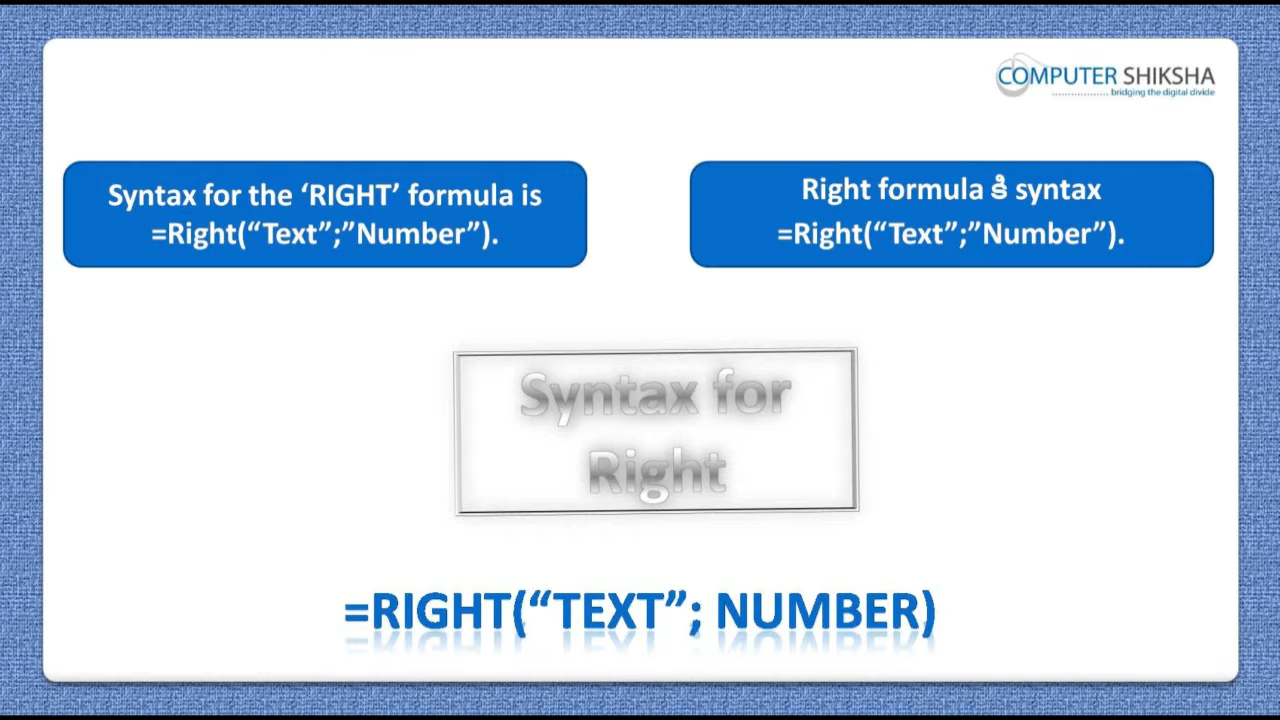 COMPUTER SHIKSHA
bridging the digital divide
Syntax for the ‘RIGHT’ formula is
=Right(“Text”;”Number”).
Right formula ਦੀ syntax
=Right(“Text”;”Number”).
Syntax for
Right
=RIGHT(“TEXT”; NUMBER)